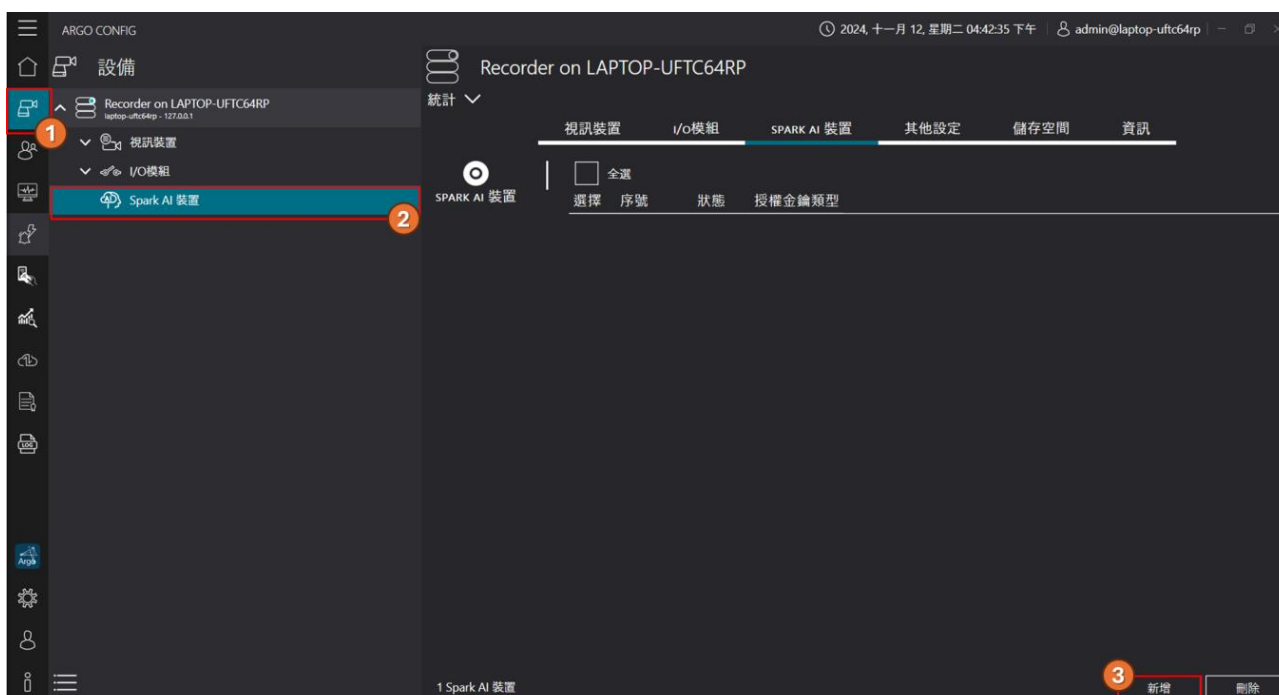 ARGO CONFIG
2024, 十一月 12, 星期二 04:42:35 下午
admin@laptop-uftc64rp
設備
Recorder on LAPTOP-UFTC64RP
laptop-uftc64rp - 127.0.0.1
視訊裝置
I/O模組
Spark AI 裝置
1
2
Recorder on LAPTOP-UFTC64RP
統計
視訊裝置 I/O模組 SPARK AI 裝置 其他設定 儲存空間 資訊
SPARK AI 裝置
全選
選擇 序號 狀態 授權金鑰類型
LOG
Argo
1 Spark AI 裝置
3
新增 刪除